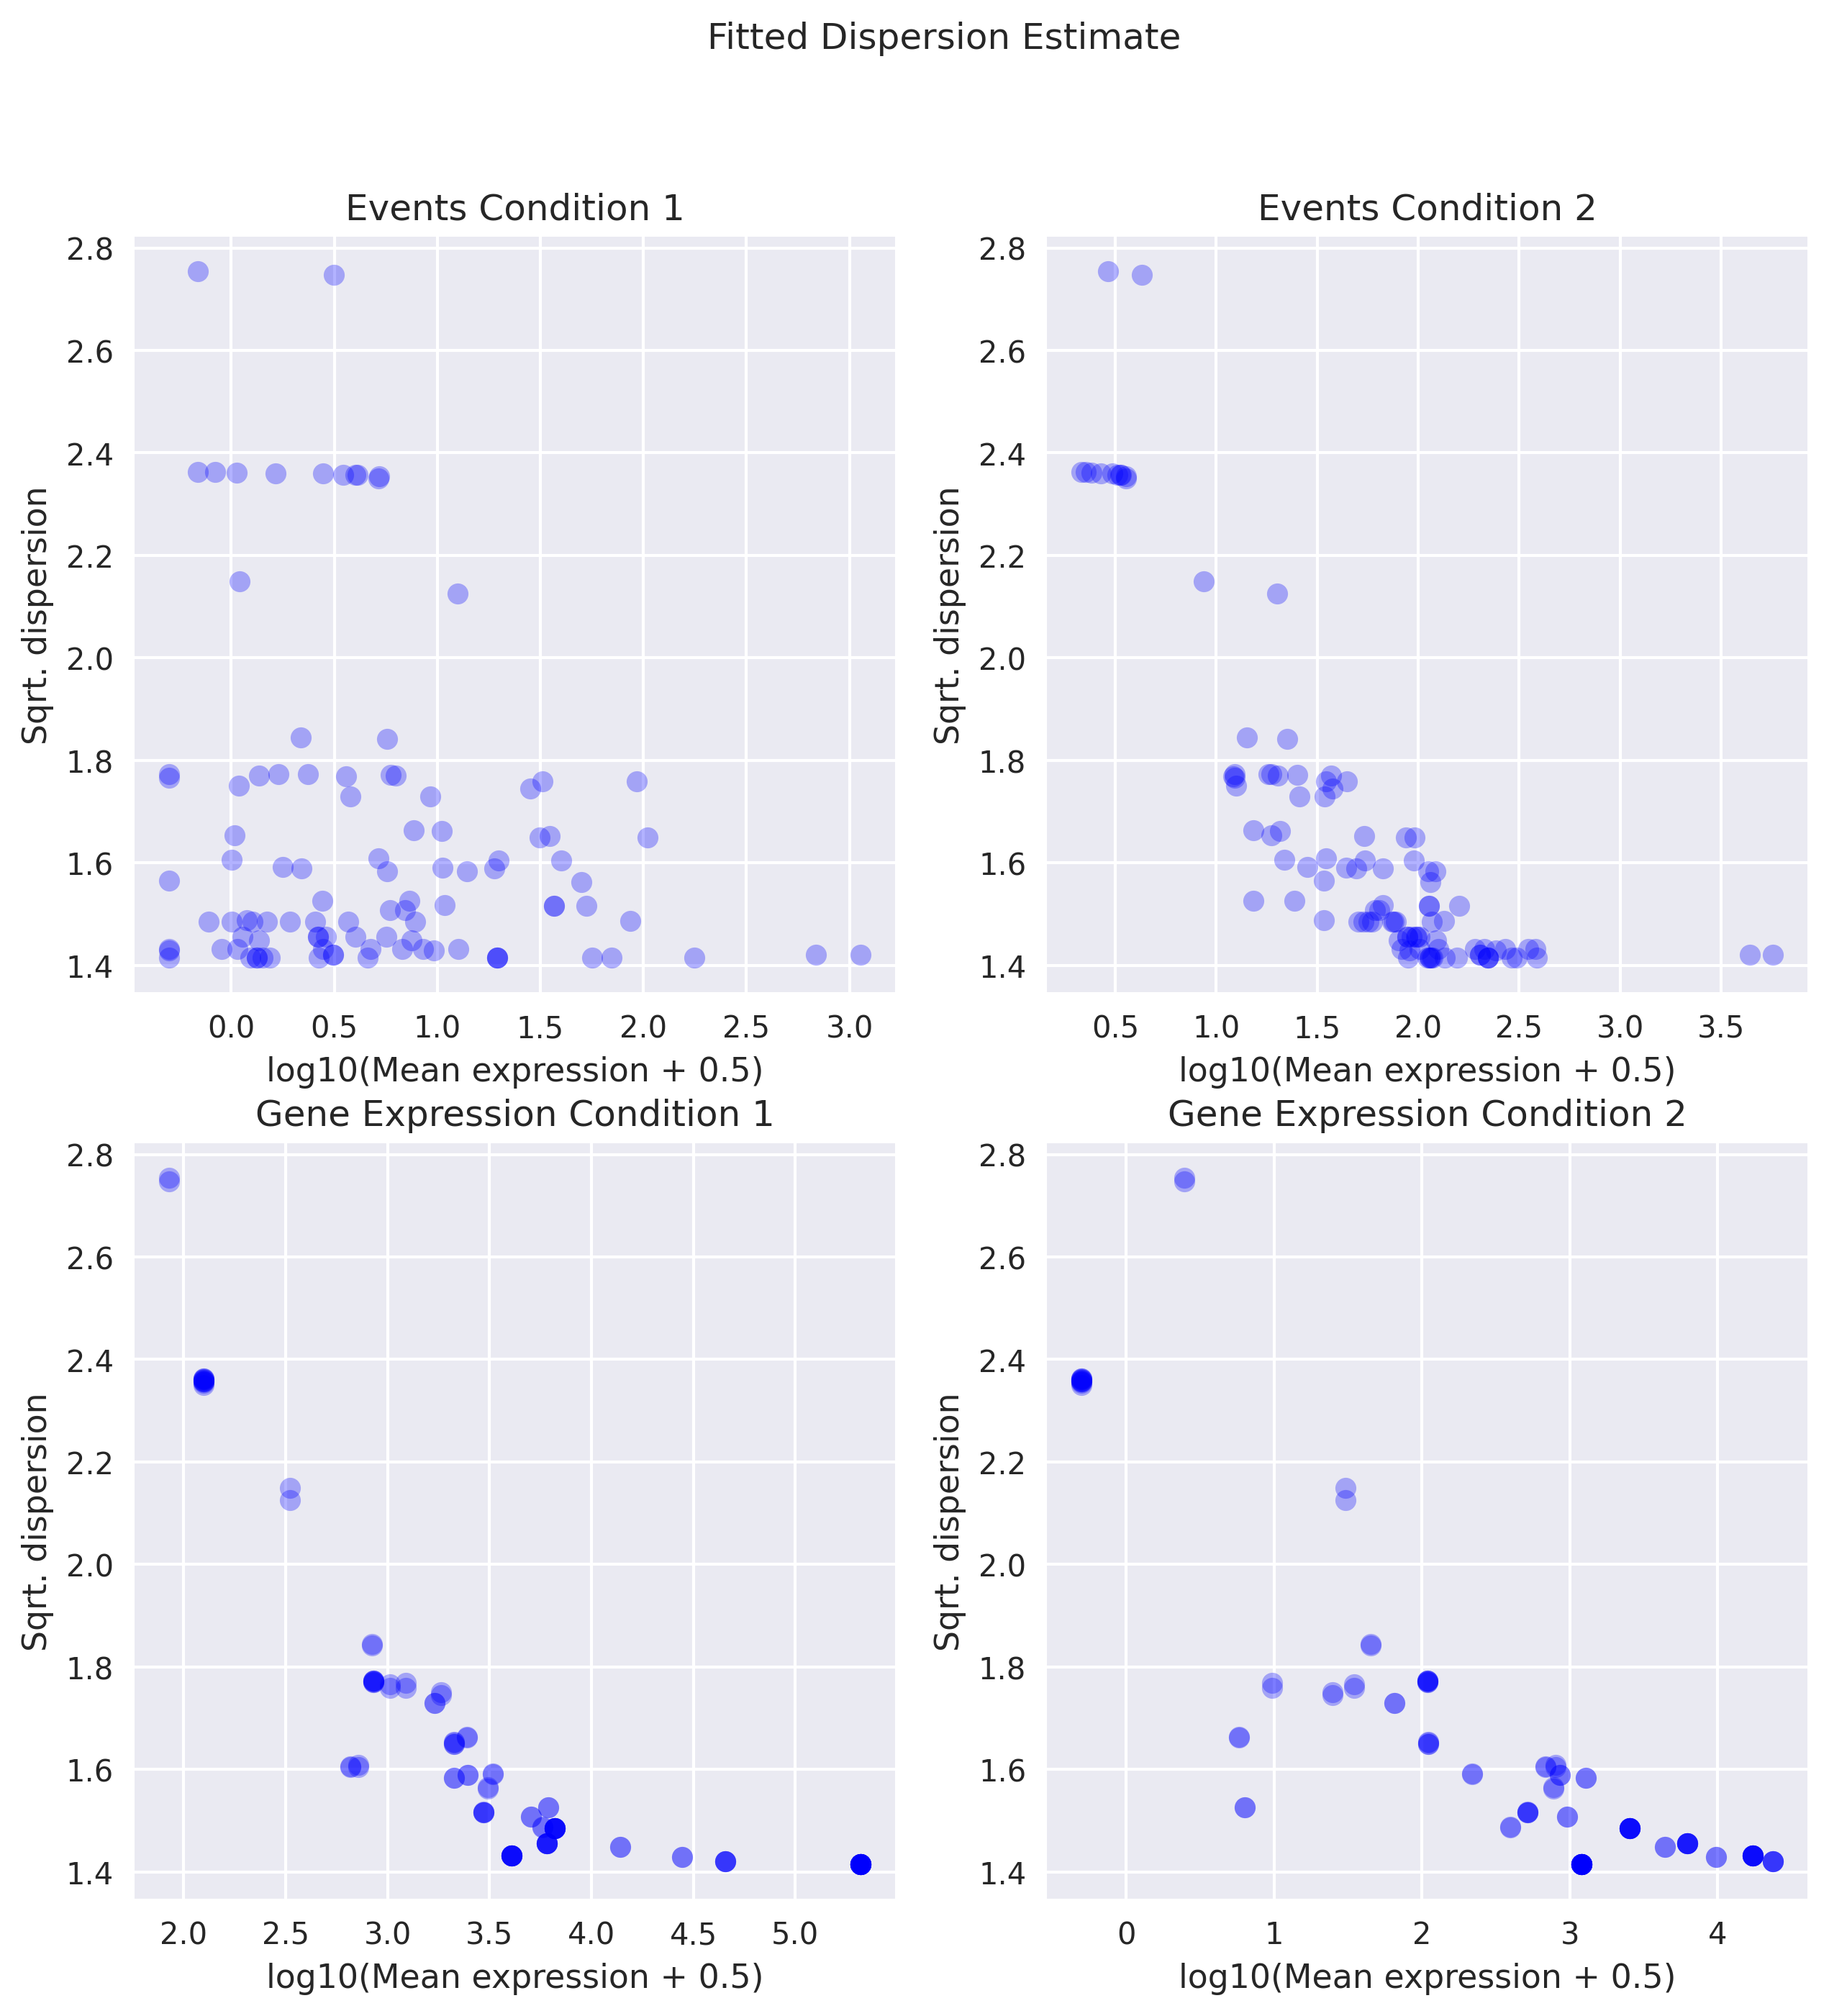 Fitted Dispersion Estimate
Events Condition 1
2.8
2.6
2.4
2.2
2.0
1.8
1.6
1.4
Sqrt. dispersion
0.0 0.5 1.0 1.5 2.0 2.5 3.0
log10(Mean expression + 0.5)
Events Condition 2
2.8
2.6
2.4
2.2
2.0
1.8
1.6
1.4
Sqrt. dispersion
0.5 1.0 1.5 2.0 2.5 3.0 3.5
log10(Mean expression + 0.5)
Gene Expression Condition 1
2.8
2.6
2.4
2.2
2.0
1.8
1.6
1.4
Sqrt. dispersion
2.0 2.5 3.0 3.5 4.0 4.5 5.0
log10(Mean expression + 0.5)
Gene Expression Condition 2
2.8
2.6
2.4
2.2
2.0
1.8
1.6
1.4
Sqrt. dispersion
0 1 2 3 4
log10(Mean expression + 0.5)